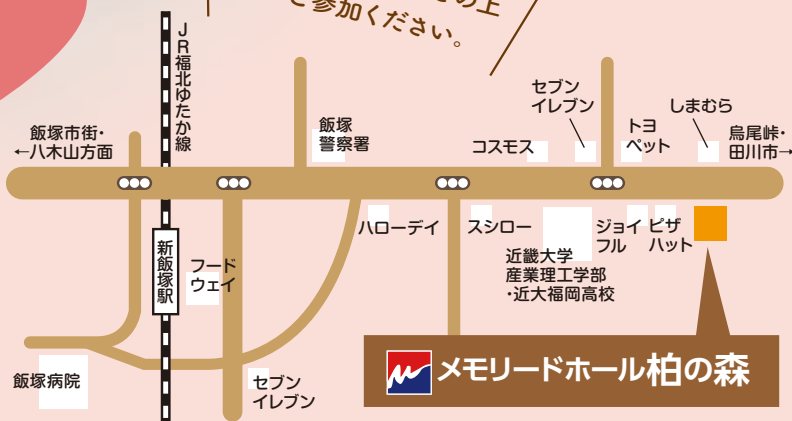 の上
ご参加ください。
JR福北ゆたか線
飯塚市街・
←八木山方面
飯塚
警察署
セブン
イレブン
コスモス
トヨ
ペット
しまむら
烏尾峠・
田川市→
ハローデイ
スシロー
近畿大学
産業理工学部
・近大福岡高校
ジョイ
フル
ピザ
ハット
新飯塚駅
フード
ウェイ
飯塚病院
セブン
イレブン
メモリードホール柏の森